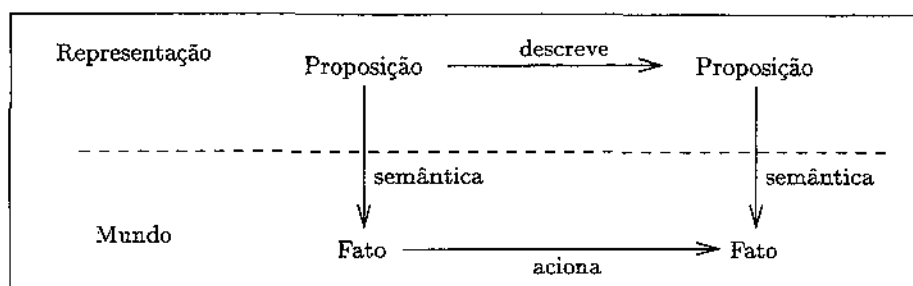 Representação
descreve
Proposição Proposição
semântica semântica
Mundo
Fato Fato
aciona